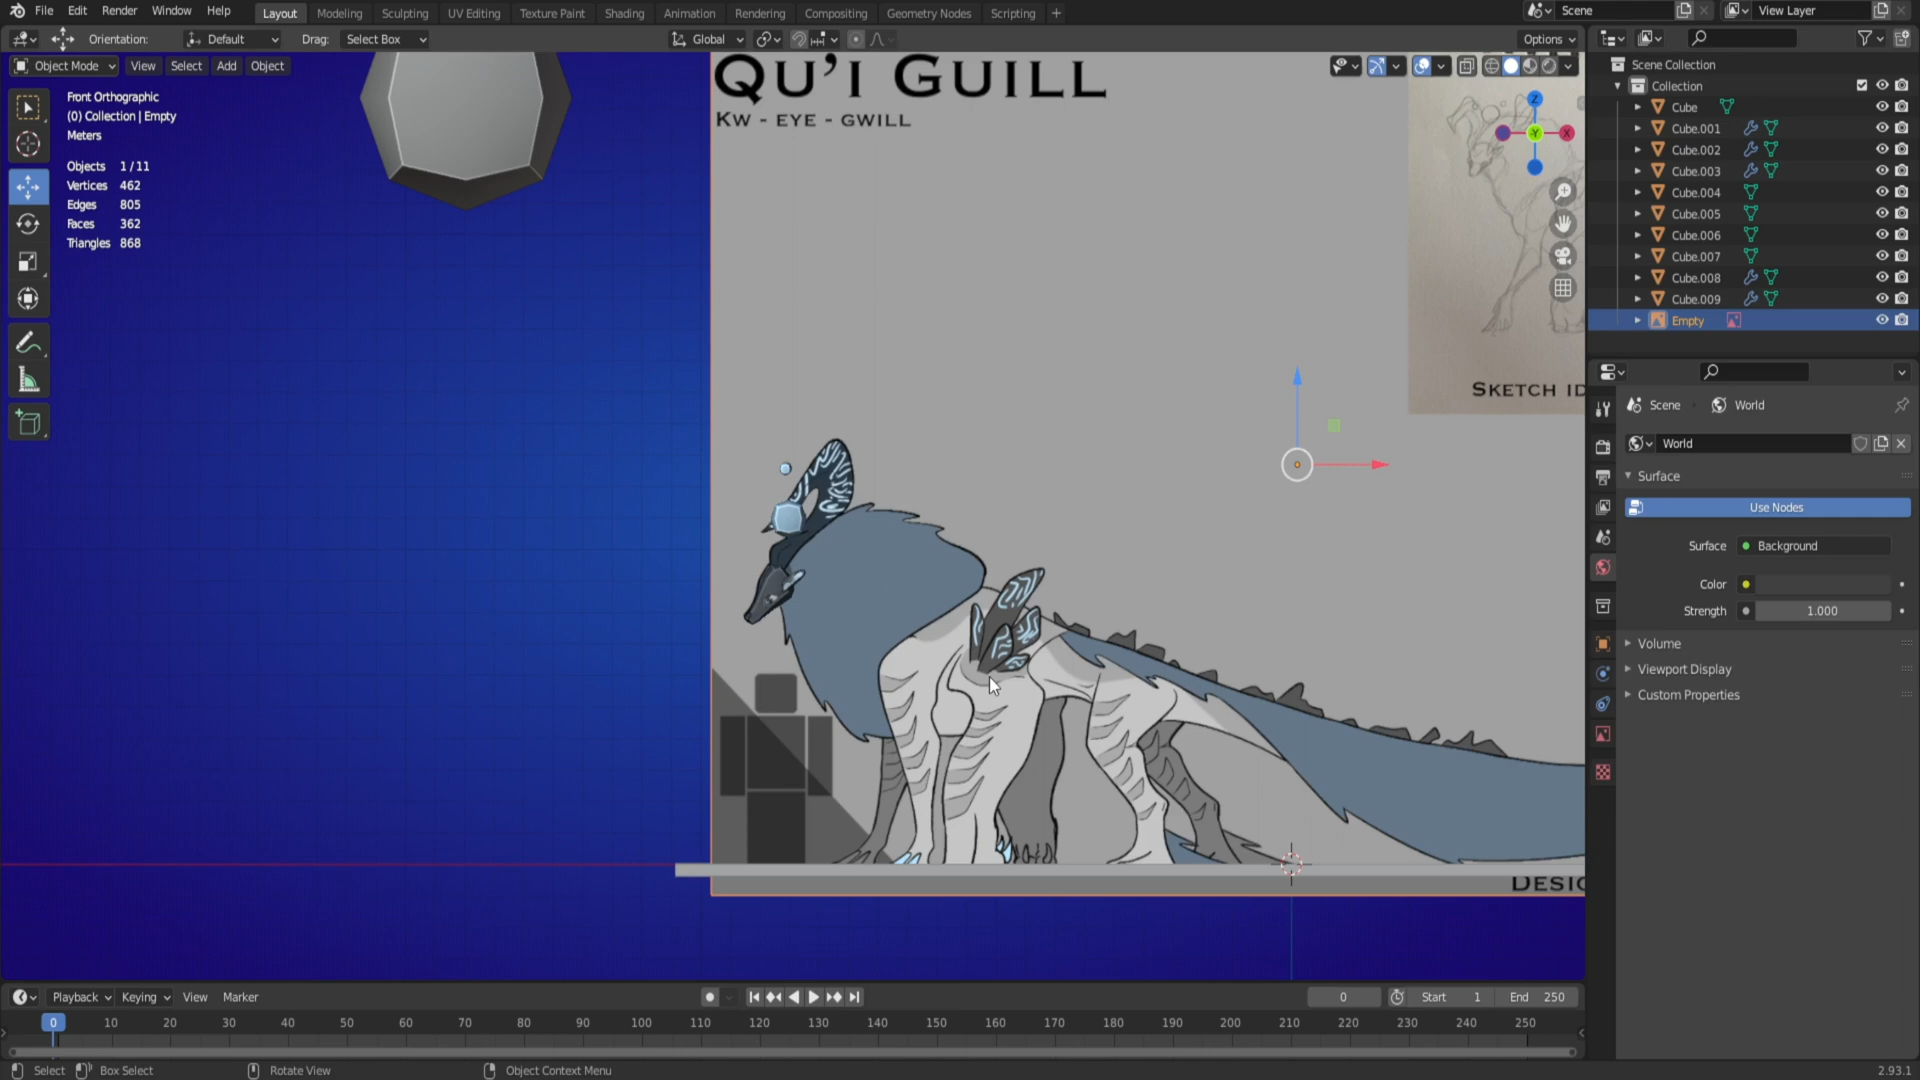 File Edit Render Window Help Layout Modeling Sculpting UV Editing Texture Paint Shading Animation Rendering Compositing Geometry Nodes Scripting + Scene View Layer
Orientation: Default Drag: Select Box Global Options
Object Mode View Select Add Object
Front Orthographic
(0) Collection | Empty
Meters
Objects 1/11
Vertices 462
Edges 805
Faces 362
Triangles 868
Qu'i Guill
Kw - eye - gwill
Sketch id
Desig
Z
Y
X
Scene Collection
Collection
Cube
Cube.001
Cube.002
Cube.003
Cube.004
Cube.005
Cube.006
Cube.007
Cube.008
Cube.009
Empty
Scene World
World
Surface
Use Nodes
Surface Background
Color
Strength 1.000
Volume
Viewport Display
Custom Properties
Playback Keying View Marker 0 Start 1 End 250
0 10 20 30 40 50 60 70 80 90 100 110 120 130 140 150 160 170 180 190 200 210 220 230 240 250
Select Box Select Rotate View Object Context Menu 2.93.1